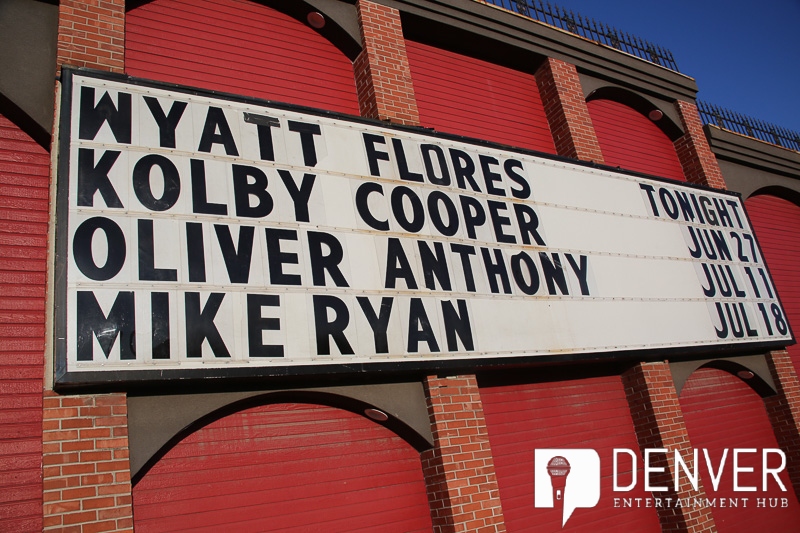 WYATT FLORES TONIGHT
KOLBY COOPER JUN 27
OLIVER ANTHONY JUL 11
MIKE RYAN JUL 18
DENVER
ENTERTAINMENT HUB